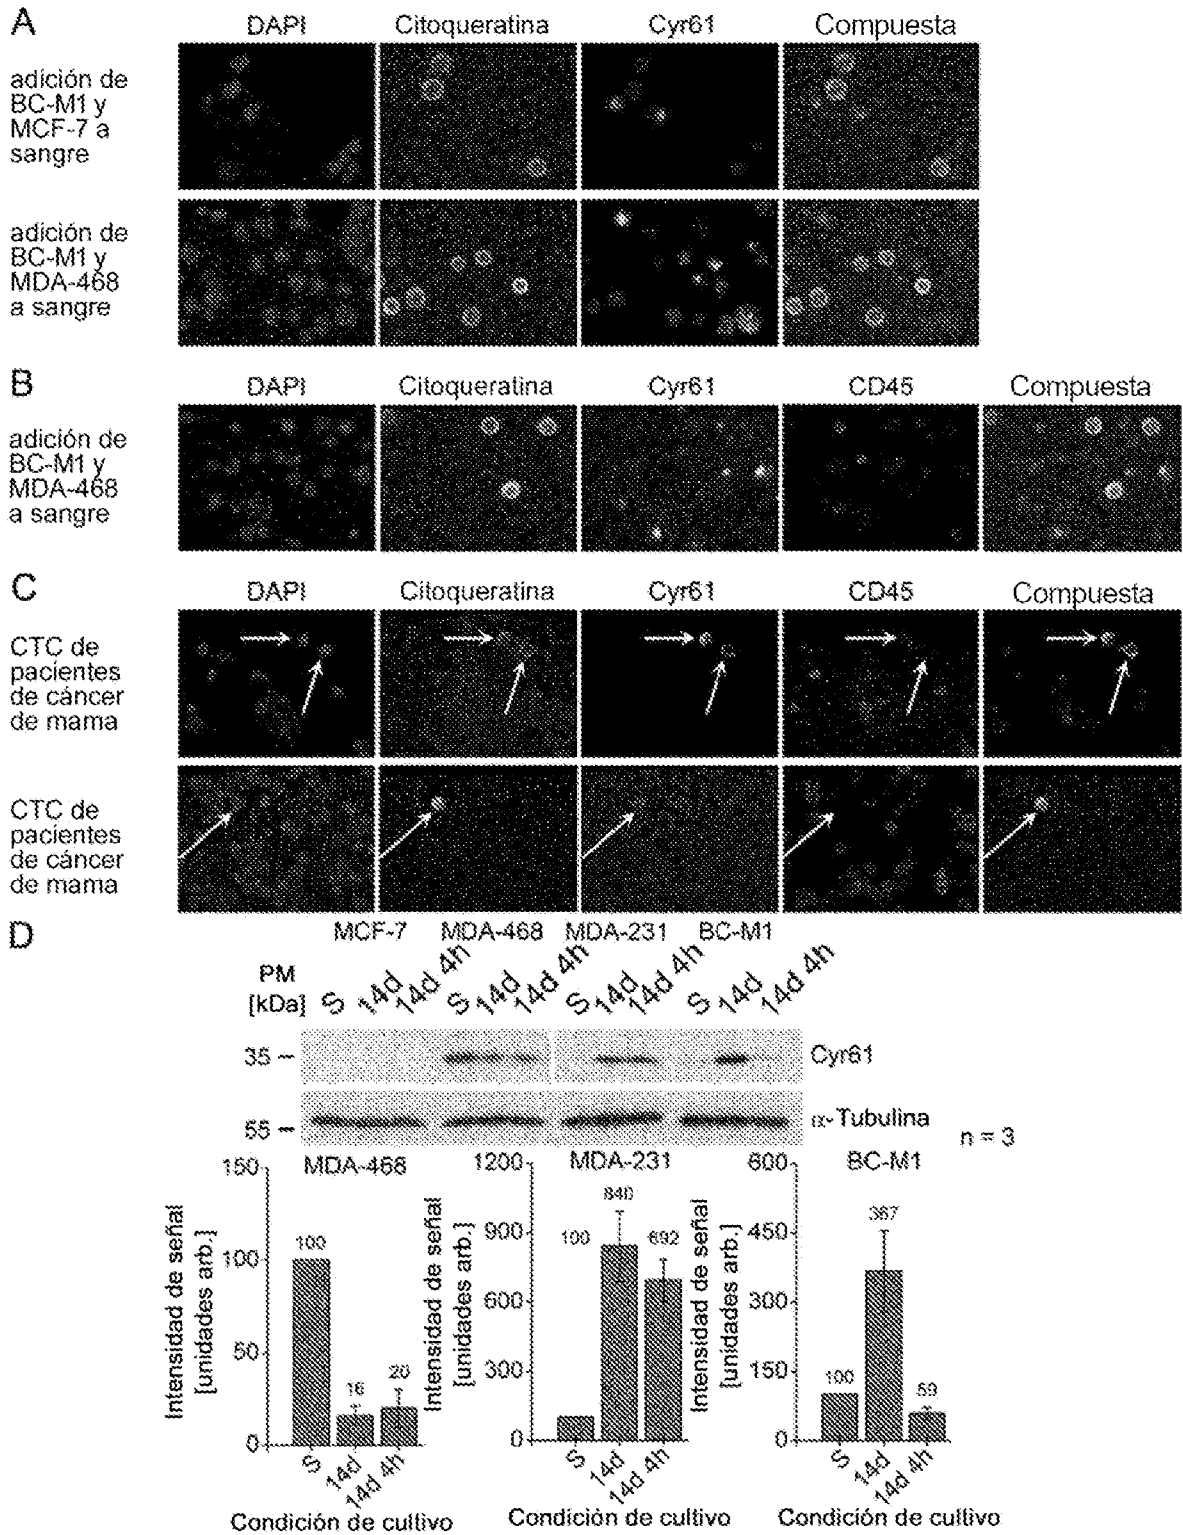 A
DAPI Citoqueratina Cyr61 Compuesta
adición de
BC-M1 y
MCF-7 a
sangre
adición de
BC-M1 y
MDA-468
a sangre
B
DAPI Citoqueratina Cyr61 CD45 Compuesta
adición de
BC-M1 y
MDA-468
a sangre
C
DAPI Citoqueratina Cyr61 CD45 Compuesta
CTC de
pacientes
de cáncer
de mama
CTC de
pacientes
de cáncer
de mama
D
MCF-7 MDA-468 MDA-231 BC-M1
PM
[kDa]
S 14d 14d 4h S 14d 14d 4h S 14d 14d 4h S 14d 14d 4h
35 Cyr61
55 α-Tubulina
n = 3
MDA-468
Intensidad de señal
[unidades arb.]
150
100
50
0
100
16
20
S 14d 14d 4h
Condición de cultivo
MDA-231
Intensidad de señal
[unidades arb.]
1200
900
600
300
0
100
840
692
S 14d 14d 4h
Condición de cultivo
BC-M1
Intensidad de señal
[unidades arb.]
600
450
300
150
0
100
367
59
S 14d 14d 4h
Condición de cultivo